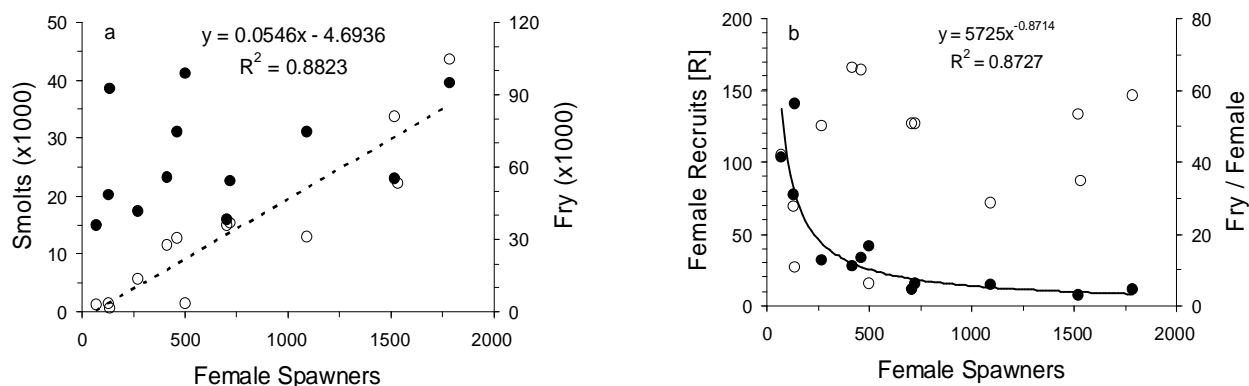 a
y = 0.0546x - 4.6936
R² = 0.8823
Smolts (x1000)
50
40
30
20
10
0
120
90
60
30
0
Fry (x1000)
0 500 1000 1500 2000
Female Spawners
b
y = 5725x^-0.8714
R² = 0.8727
Female Recruits [R]
200
150
100
50
0
80
60
40
20
0
Fry / Female
0 500 1000 1500 2000
Female Spawners